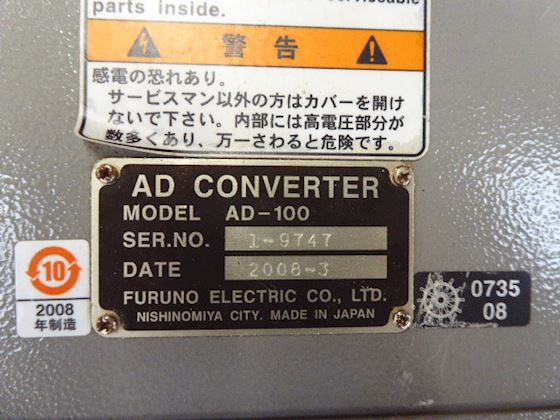 parts inside.
警告
感電の恐れあり。
サービスマン以外の方はカバーを開け
ないで下さい。内部には高電圧部分が
数多くあり、万一さわると危険です。
AD CONVERTER
MODEL AD-100
SER.NO. 1-9747
DATE 2008-3
FURUNO ELECTRIC CO., LTD.
NISHINOMIYA CITY. MADE IN JAPAN
10
2008
年制造
0735
08